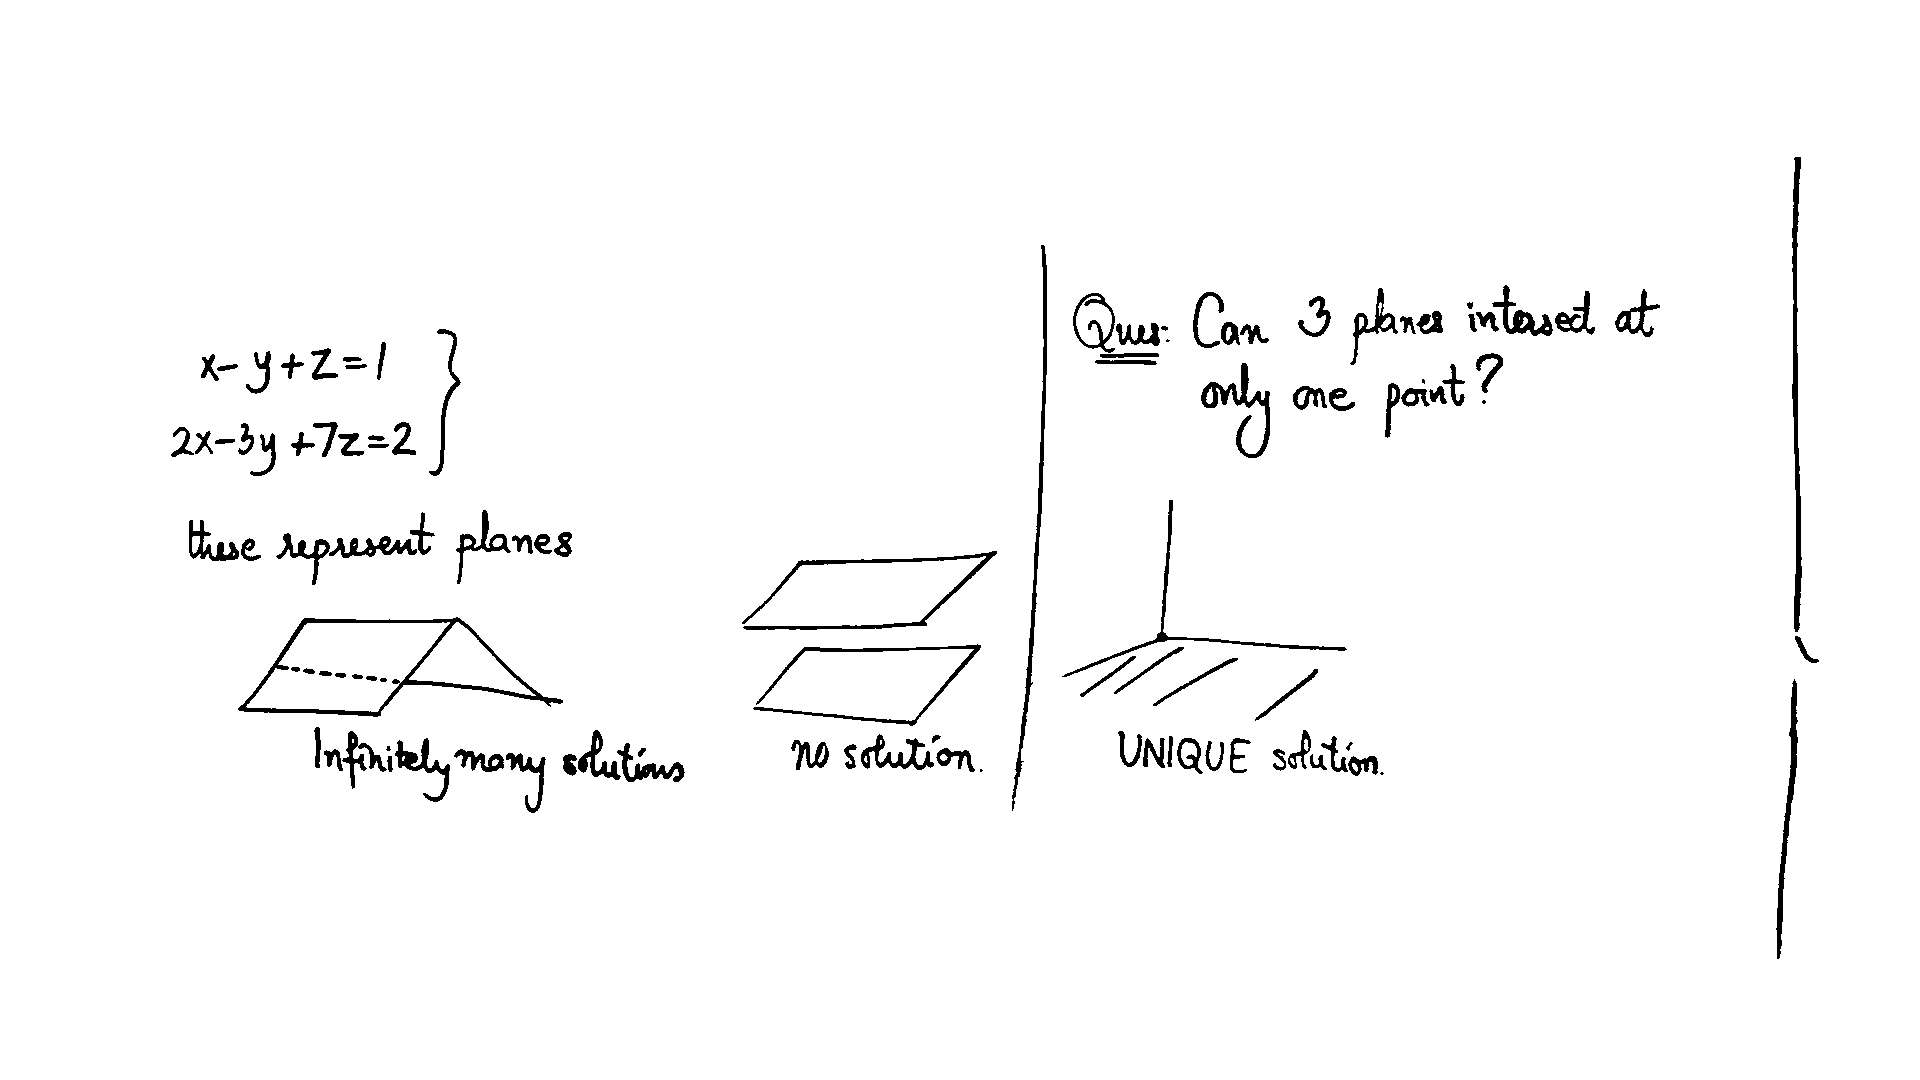 x-y+z=1
2x-3y+7z=2
these represent planes
Infinitely many solutions
no solution.
Ques: Can 3 planes intersect at
only one point?
UNIQUE solution.